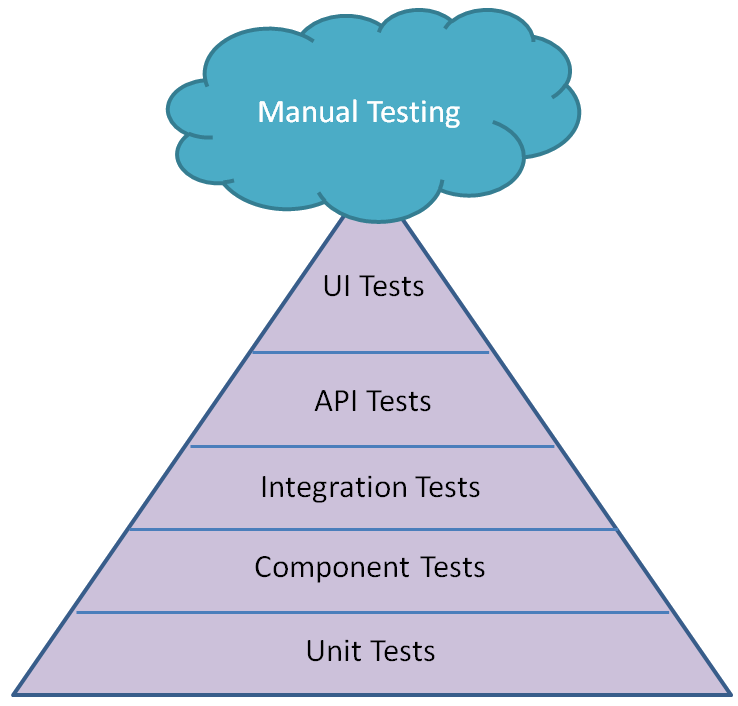 Manual Testing
UI Tests
API Tests
Integration Tests
Component Tests
Unit Tests